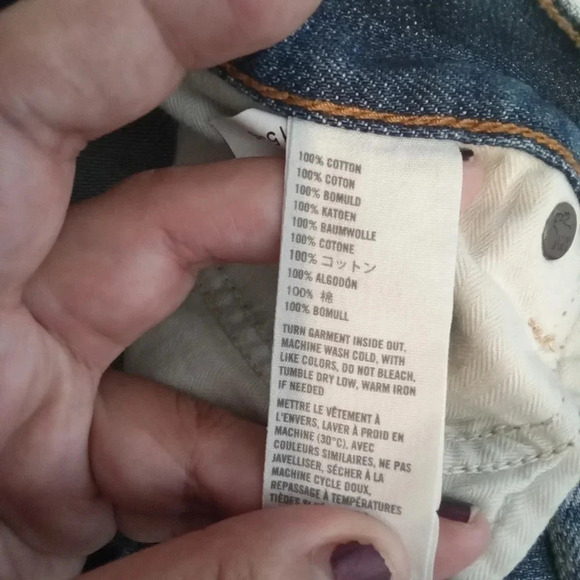 100% COTTON
100% COTON
100% BOMULD
100% KATOEN
100% BAUMWOLLE
100% COTONE
100% コットン
100% ALGODÓN
100% 棉
100% BOMULL
TURN GARMENT INSIDE OUT,
MACHINE WASH COLD, WITH
LIKE COLORS, DO NOT BLEACH,
TUMBLE DRY LOW, WARM IRON
IF NEEDED
METTRE LE VÊTEMENT À
L'ENVERS, LAVER À FROID EN
MACHINE (30°C), AVEC
COULEURS SIMILAIRES, NE PAS
JAVELLISER, SÉCHER À LA
MACHINE CYCLE DOUX,
REPASSAGE À TEMPÉRATURES
TIÈDES